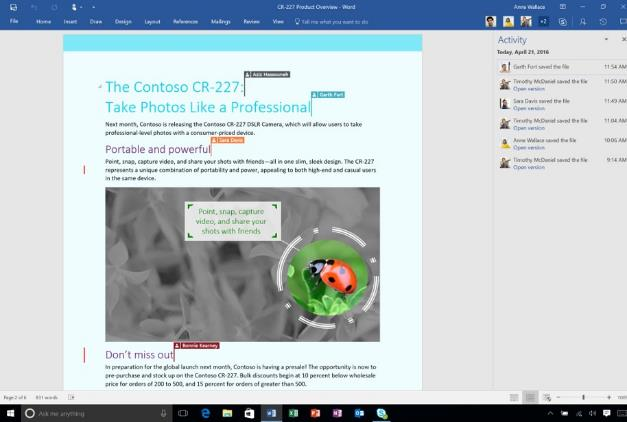 CR-227 Product Overview - Word
Anne Wallace
File Home Insert Draw Design Layout References Mailings Review View Tell me what you want to do
+2
Activity
Today, April 21, 2016
Garth Fort saved the file 11:54 AM
Timothy McDaniel saved the file 11:50 AM
Open version
Sara Davis saved the file 11:49 AM
Open version
Timothy McDaniel saved the file 11:04 AM
Open version
Anne Wallace saved the file 10:06 AM
Open version
Timothy McDaniel saved the file 9:14 AM
Open version
Aziz Hassouneh
The Contoso CR-227:
Garth Fort
Take Photos Like a Professional
Next month, Contoso is releasing the Contoso CR-227 DSLR Camera, which will allow users to take
professional-level photos with a consumer-priced device.
Sara Davis
Portable and powerful
Point, snap, capture video, and share your shots with friends—all in one slim, sleek design. The CR-227
represents a unique combination of portability and power, appealing to both high-end and casual users
in the same device.
Point, snap, capture
video, and share your
shots with friends
Bonnie Kearney
Don't miss out
In preparation for the global launch next month, Contoso is having a presale! The opportunity is now to
pre-purchase and stock up on the Contoso CR-227. Bulk discounts begin at 10 percent below wholesale
price for orders of 200 to 500, and 15 percent for orders of greater than 500.
Page 2 of 6
Ask me anything